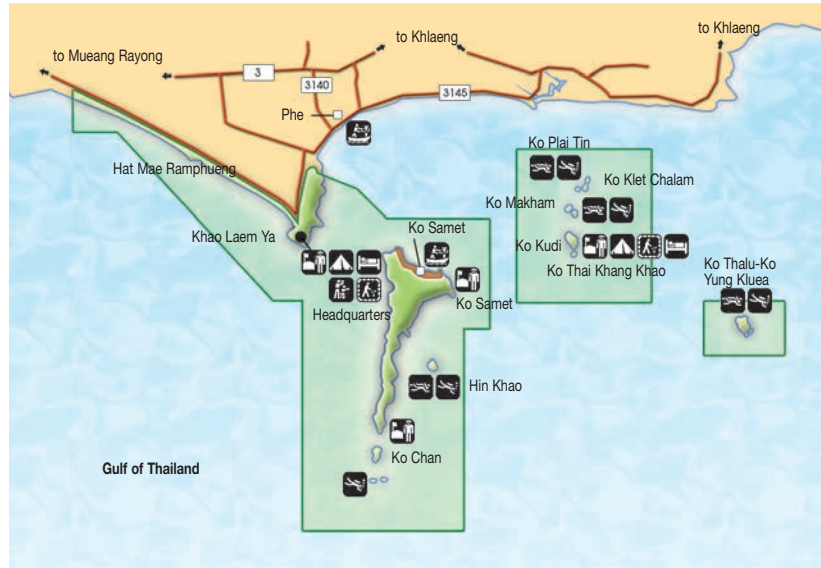 to Khlaeng
to Khlaeng
to Mueang Rayong
3
3140
3145
Phe
Ko Plai Tin
Hat Mae Ramphueng
Ko Klet Chalam
Ko Makham
Ko Samet
Khao Laem Ya
Ko Kudi
Ko Thalu-Ko
Yung Kluea
Ko Thai Khang Khao
Ko Samet
Headquarters
Hin Khao
Ko Chan
Gulf of Thailand